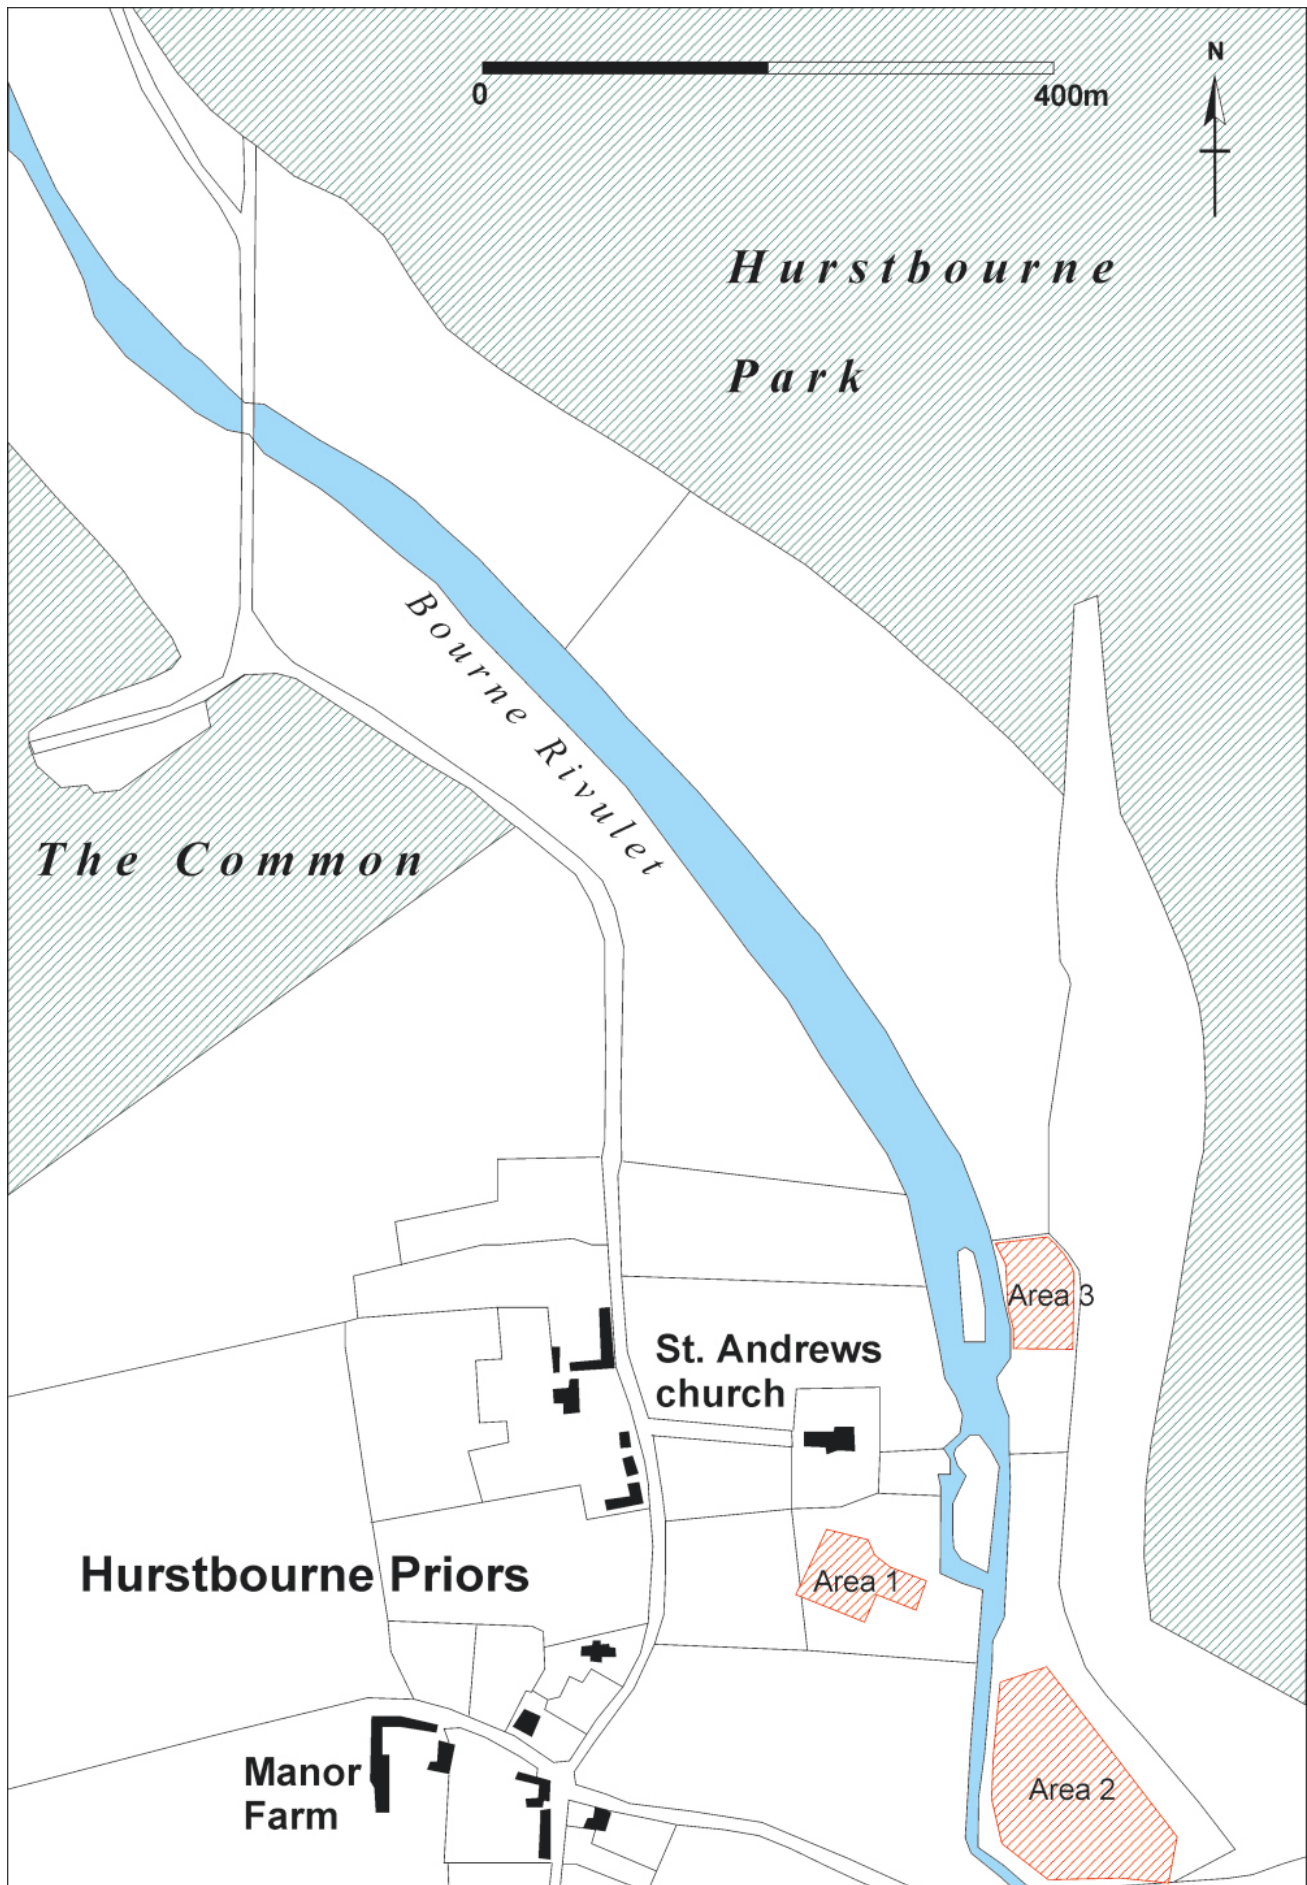 N
0
400m
Hurstbourne
Park
Bourne Rivulet
The Common
Area 3
St. Andrews
church
Hurstbourne Priors
Area 1
Manor
Farm
Area 2